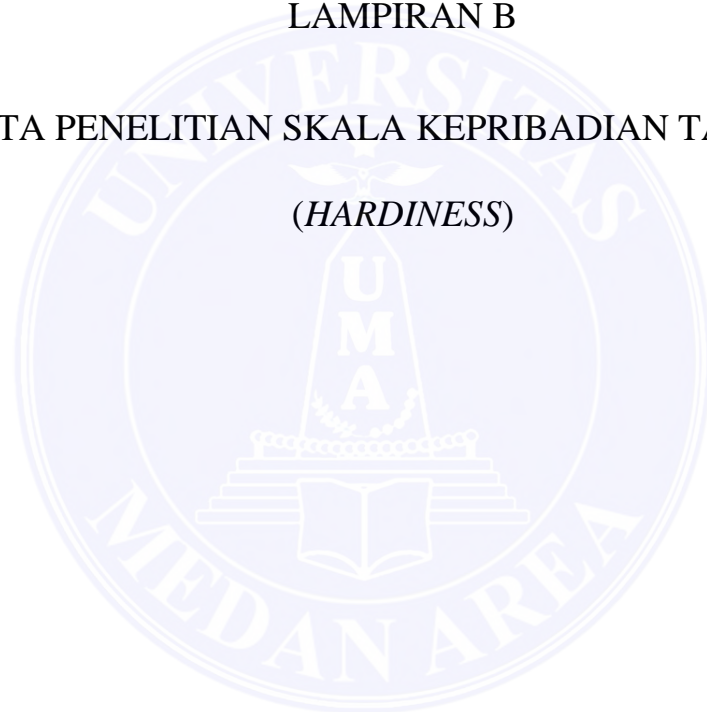 LAMPIRAN B
TA PENELITIAN SKALA KEPRIBADIAN TA
(HARDINESS)
UNIVERSITAS
UMA
MEDAN AREA